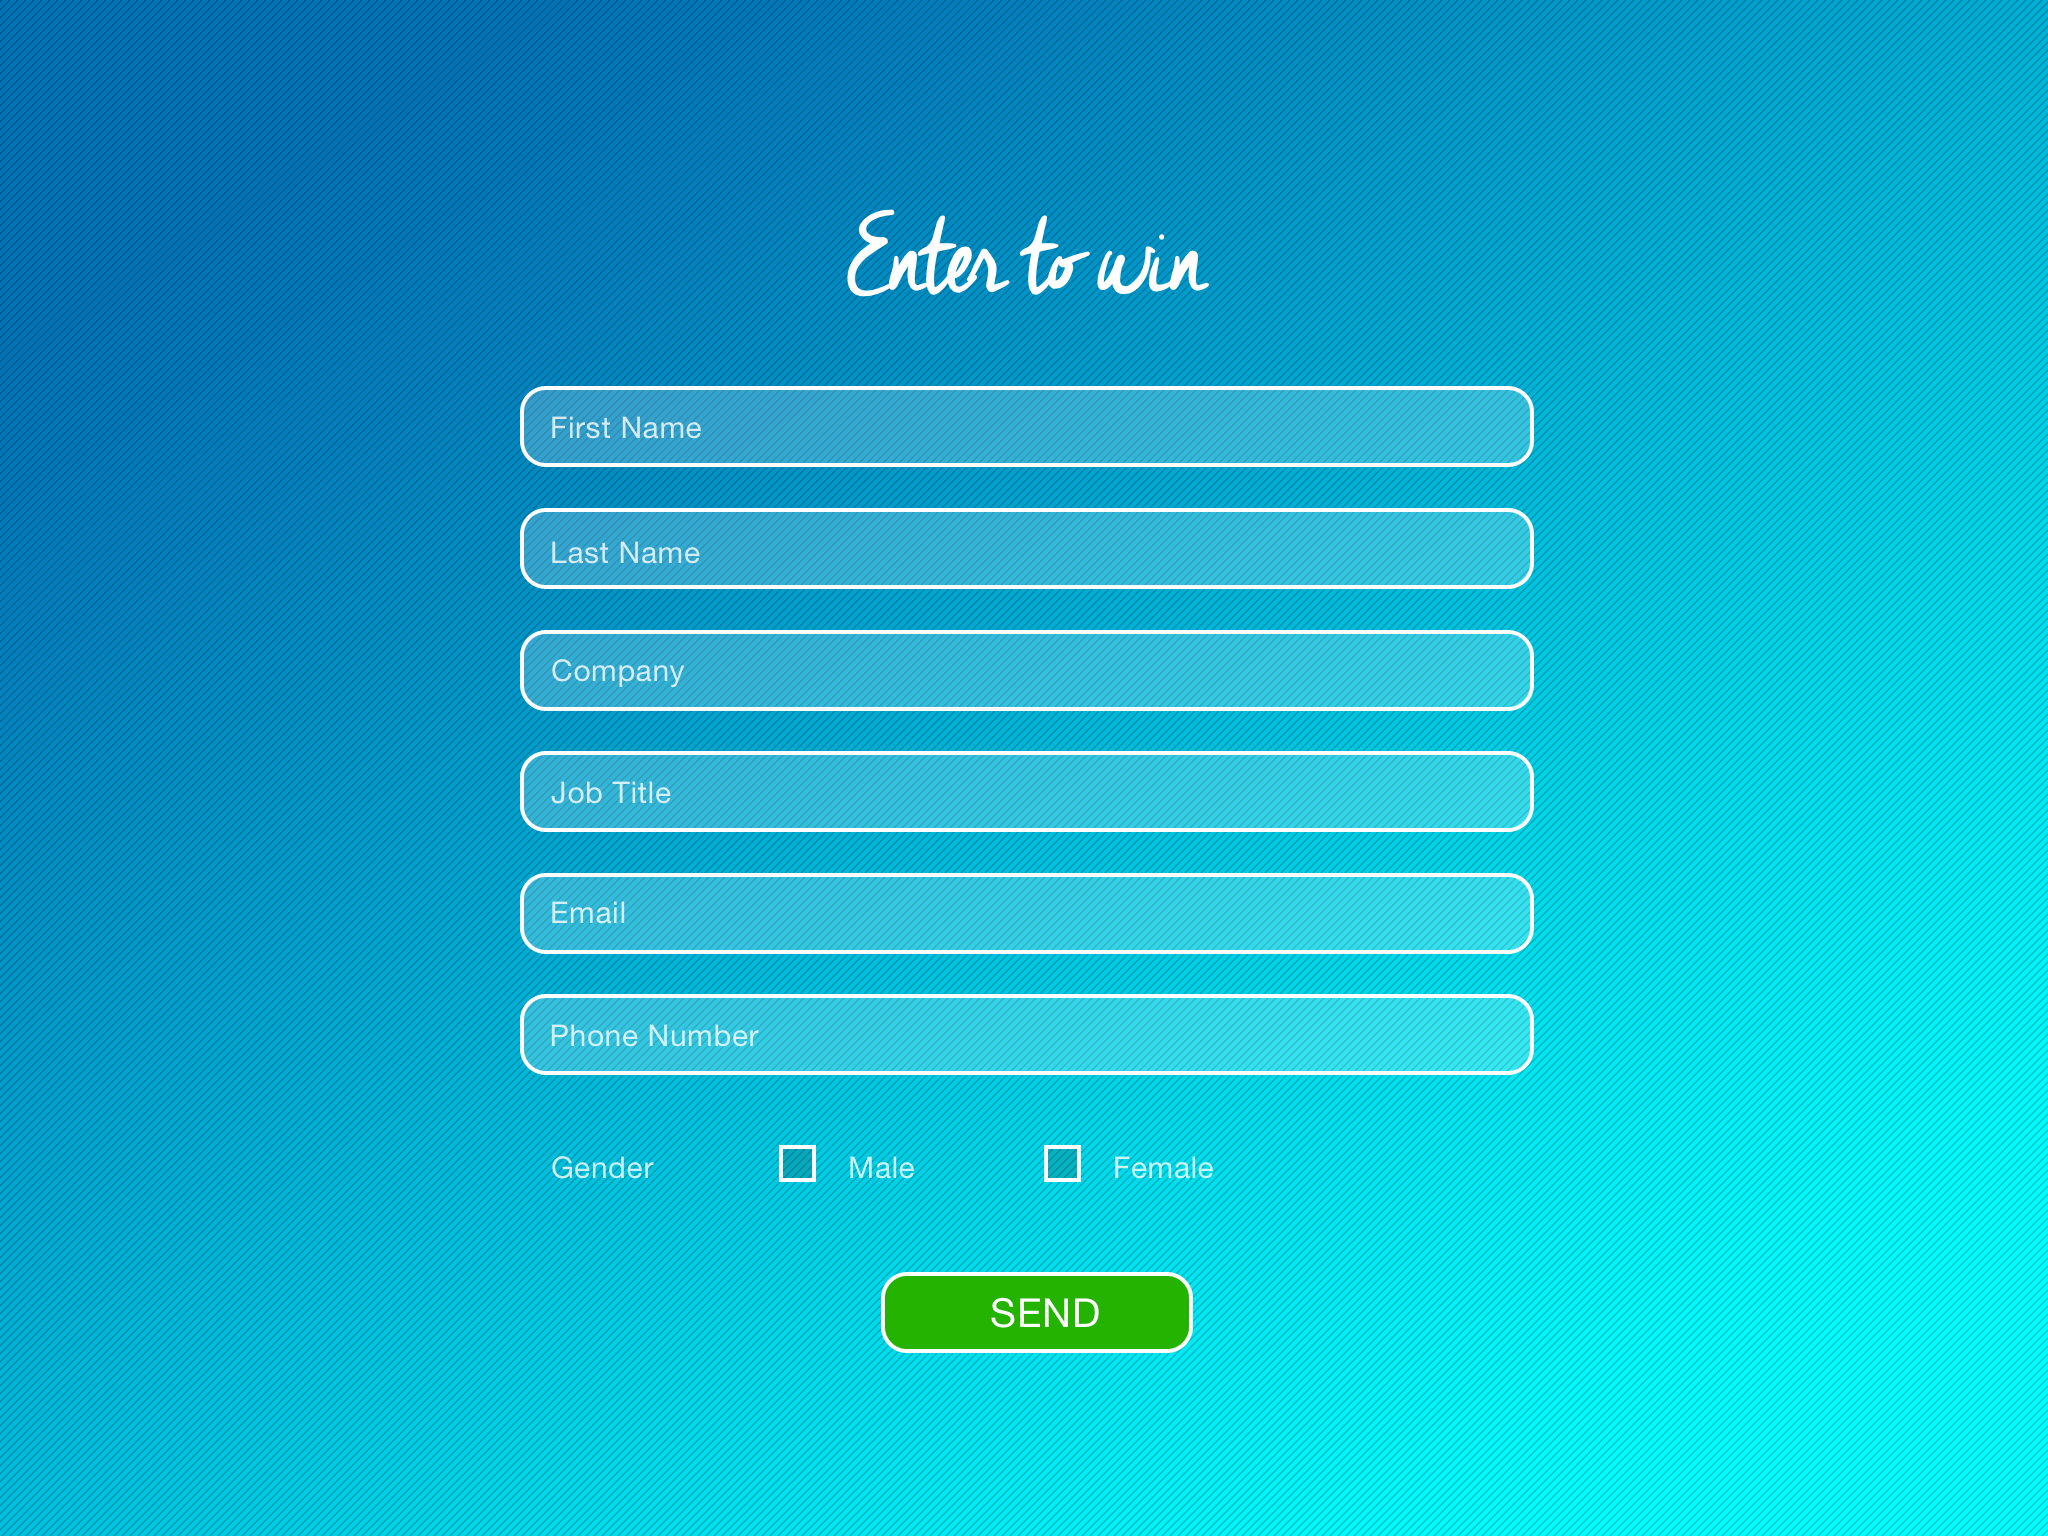 Enter to win
First Name
Last Name
Company
Job Title
Email
Phone Number
Gender Male Female
SEND